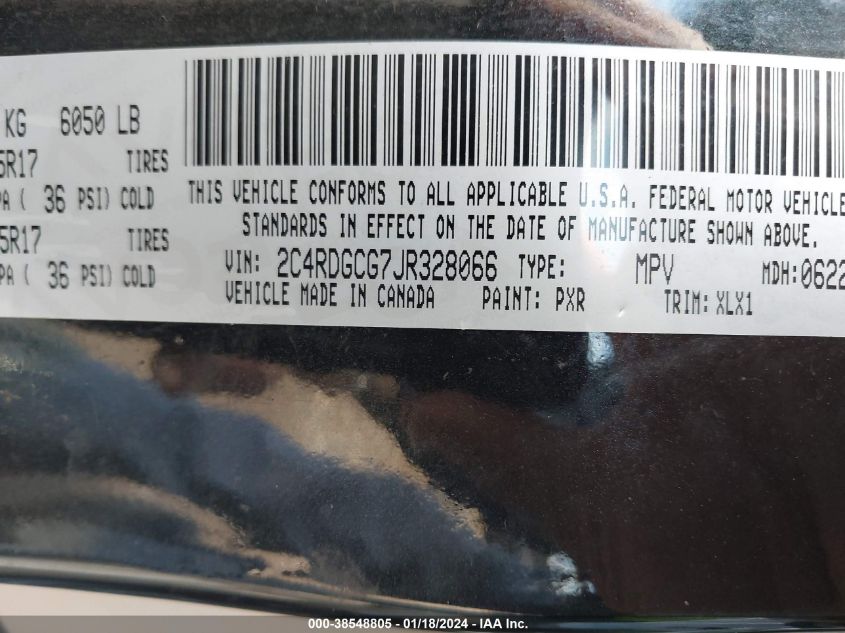 KG 6050 LB
5R17 TIRES
PA ( 36 PSI) COLD
5R17 TIRES
PA ( 36 PSI) COLD
THIS VEHICLE CONFORMS TO ALL APPLICABLE U.S.A. FEDERAL MOTOR VEHICLE
STANDARDS IN EFFECT ON THE DATE OF MANUFACTURE SHOWN ABOVE.
VIN: 2C4RDGCG7JR328066 TYPE: MPV MDH:0622
VEHICLE MADE IN CANADA PAINT: PXR TRIM: XLX1
000-38548805 - 01/18/2024 - IAA Inc.